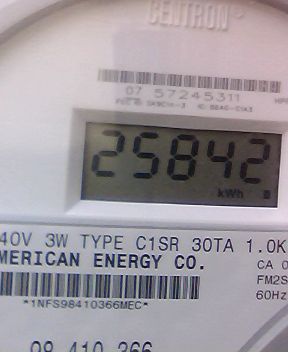 CENTRON®
07 57245311
25842
kWh
40V 3W TYPE C1SR 30TA 1.0K
MERICAN ENERGY CO.
CA 0
FM2S
60Hz
*1NFS98410366MEC*
98 410 366